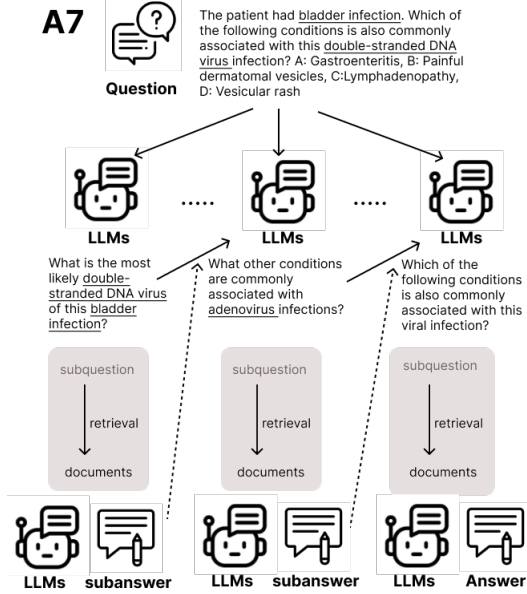 A7
Question
The patient had bladder infection. Which of
the following conditions is also commonly
associated with this double-stranded DNA
virus infection? A: Gastroenteritis, B: Painful
dermatomal vesicles, C:Lymphadenopathy,
D: Vesicular rash
LLMs
.....
LLMs
.....
LLMs
What is the most
likely double-
stranded DNA virus
of this bladder
infection?
What other conditions
are commonly
associated with
adenovirus infections?
Which of the
following conditions
is also commonly
associated with this
viral infection?
subquestion
retrieval
documents
subquestion
retrieval
documents
subquestion
retrieval
documents
LLMs subanswer
LLMs subanswer
LLMs Answer